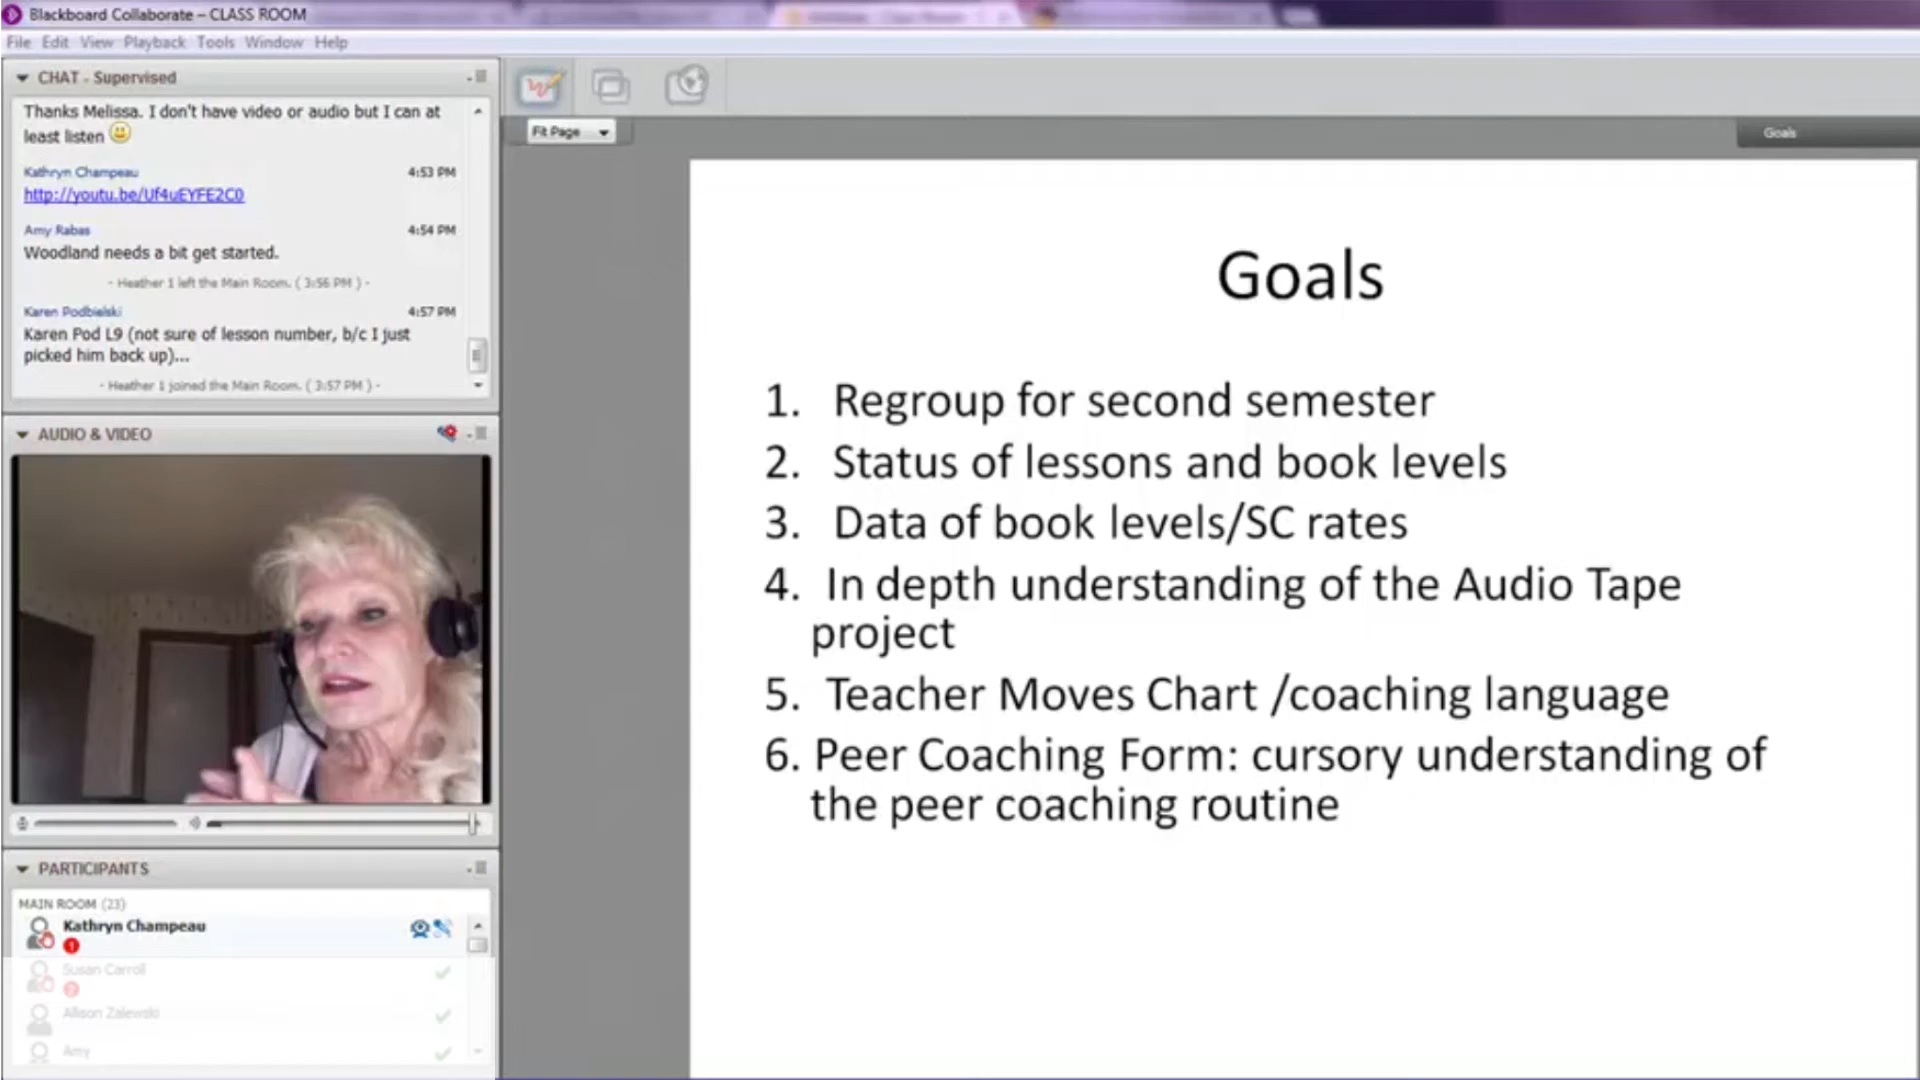 Blackboard Collaborate – CLASS ROOM
File Edit View Playback Tools Window Help
CHAT - Supervised
Thanks Melissa. I don't have video or audio but I can at
least listen
Kathryn Champeau 4:53 PM
http://youtu.be/Uf4uEYFE2C0
Amy Rabas 4:54 PM
Woodland needs a bit get started.
- Heather 1 left the Main Room. ( 3:56 PM ) -
Karen Podbielski 4:57 PM
Karen Pod L9 (not sure of lesson number, b/c I just
picked him back up)...
- Heather 1 joined the Main Room. ( 3:57 PM ) -
AUDIO & VIDEO
PARTICIPANTS
MAIN ROOM (23)
Kathryn Champeau
1
Susan Carroll
2
Allison Zalewski
Amy
Fit Page
Goals
Goals
1. Regroup for second semester
2. Status of lessons and book levels
3. Data of book levels/SC rates
4. In depth understanding of the Audio Tape
project
5. Teacher Moves Chart /coaching language
6. Peer Coaching Form: cursory understanding of
the peer coaching routine